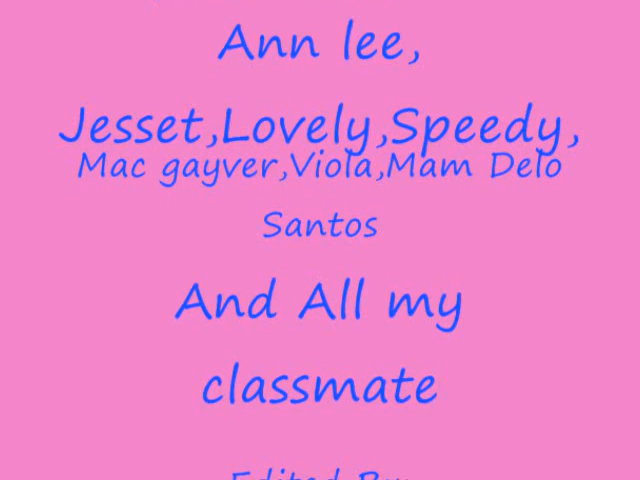 Ann lee,
Jesset,Lovely,Speedy,
Mac gayver,Viola,Mam Delo
Santos
And All my
classmate
Edited By: